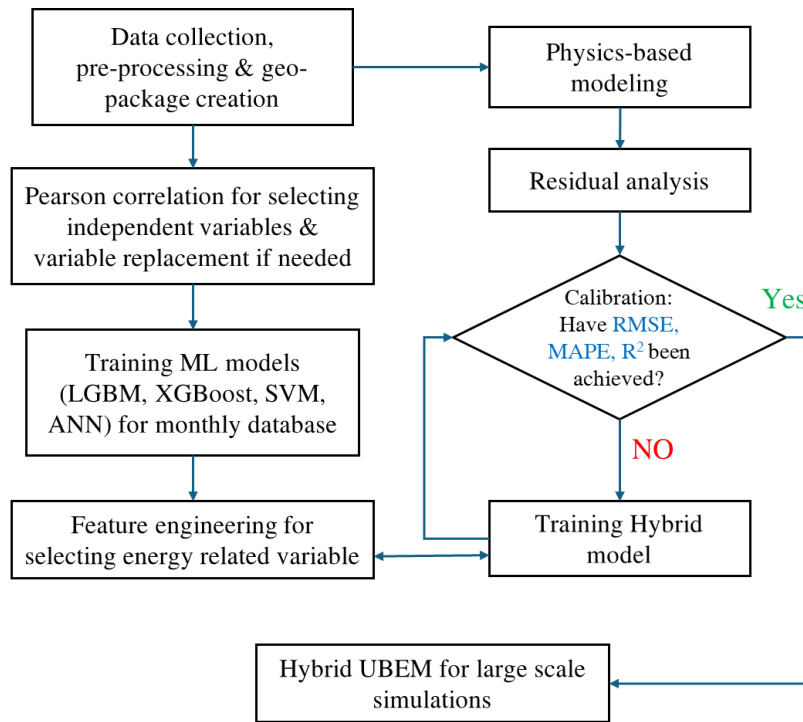 Data collection,
pre-processing & geo-
package creation
Physics-based
modeling
Pearson correlation for selecting
independent variables &
variable replacement if needed
Residual analysis
Calibration:
Have RMSE,
MAPE, R² been
achieved?
Yes
NO
Training ML models
(LGBM, XGBoost, SVM,
ANN) for monthly database
Feature engineering for
selecting energy related variable
Training Hybrid
model
Hybrid UBEM for large scale
simulations